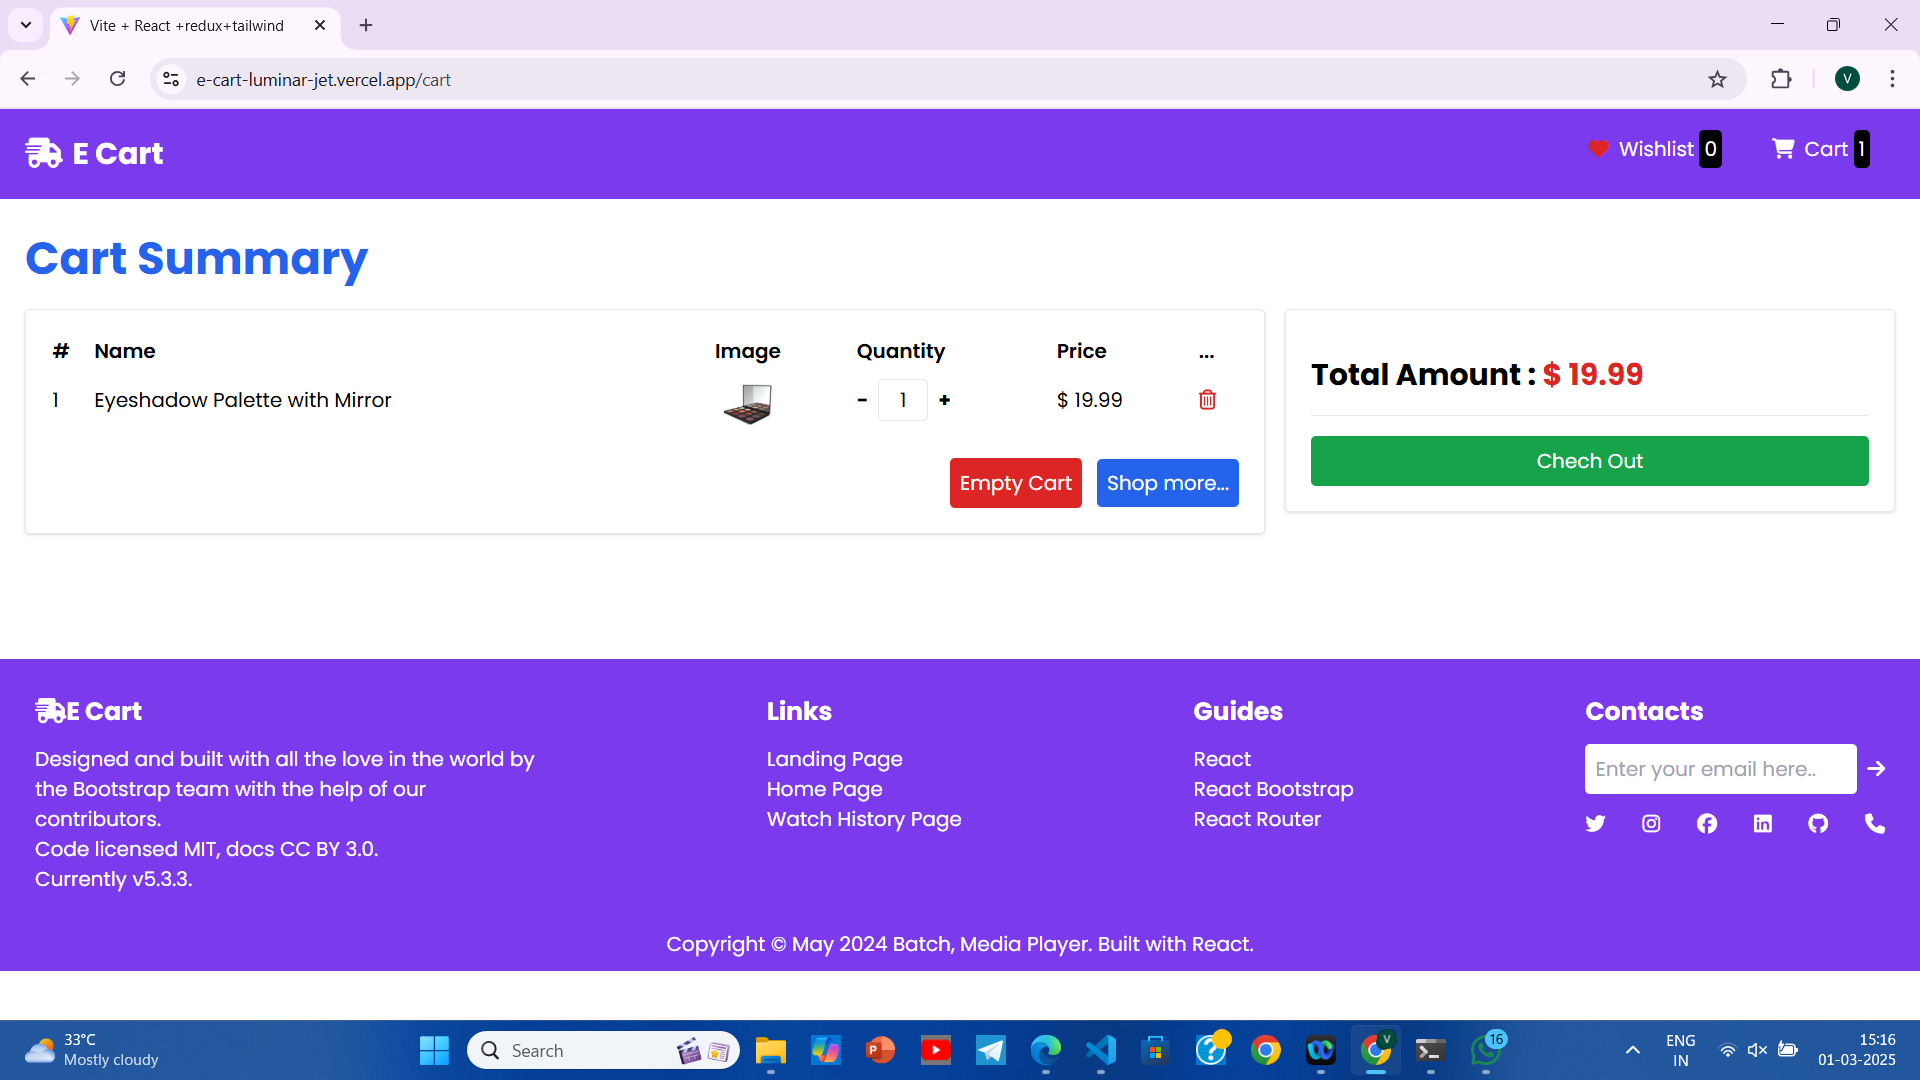 Vite + React +redux+tailwind
e-cart-luminar-jet.vercel.app/cart
V
E Cart
Wishlist 0
Cart 1
Cart Summary
# Name Image Quantity Price ...
1 Eyeshadow Palette with Mirror - 1 + $ 19.99
Empty Cart Shop more...
Total Amount : $ 19.99
Chech Out
E Cart
Designed and built with all the love in the world by
the Bootstrap team with the help of our
contributors.
Code licensed MIT, docs CC BY 3.0.
Currently v5.3.3.
Links
Landing Page
Home Page
Watch History Page
Guides
React
React Bootstrap
React Router
Contacts
Enter your email here..
Copyright © May 2024 Batch, Media Player. Built with React.
33°C
Mostly cloudy
Search
P
V
16
ENG
IN
15:16
01-03-2025